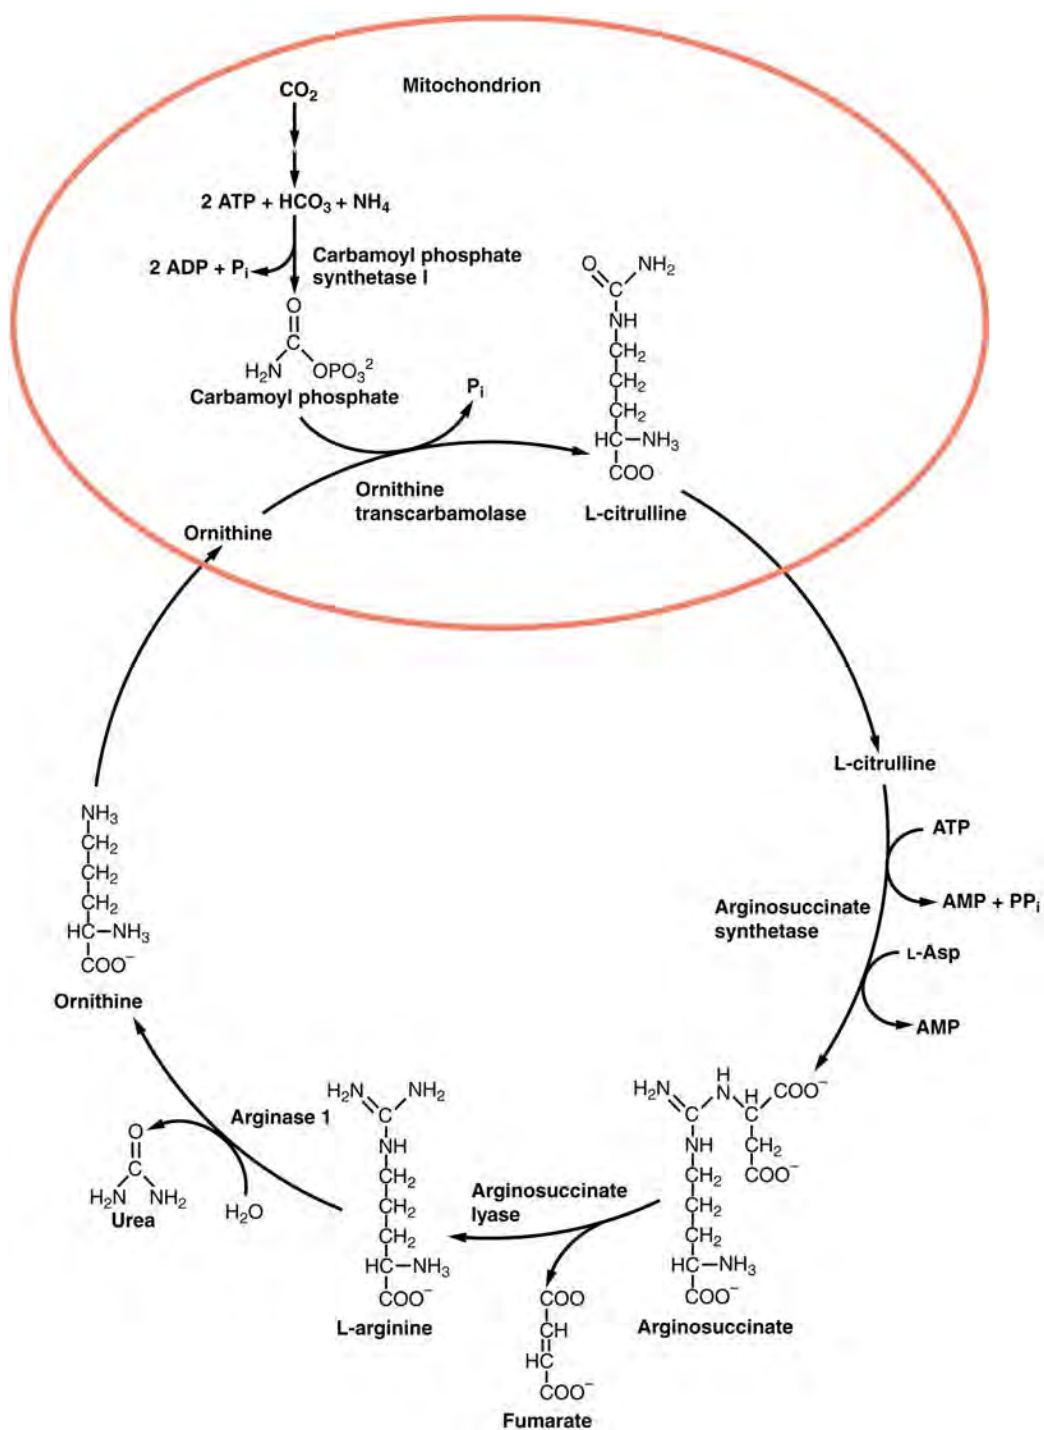 Mitochondrion
CO2
2 ATP + HCO3 + NH4
2 ADP + Pi
Carbamoyl phosphate
synthetase I
O
C
H2N
OPO3 2
Carbamoyl phosphate
Pi
O
NH2
C
NH
CH2
CH2
CH2
HC–NH3
COO
L-citrulline
Ornithine
transcarbamolase
Ornithine
L-citrulline
ATP
AMP + PPi
Arginosuccinate
synthetase
L-Asp
AMP
NH3
CH2
CH2
CH2
HC–NH3
COO−
Ornithine
H2N
H
N
H
C
C
COO−
NH
CH2
COO−
CH2
CH2
CH2
HC–NH3
COO−
Arginosuccinate
Arginosuccinate
lyase
COO
CH
HC
COO−
Fumarate
H2N
NH2
C
NH
CH2
CH2
CH2
HC–NH3
COO−
L-arginine
Arginase 1
H2O
O
C
H2N
NH2
Urea